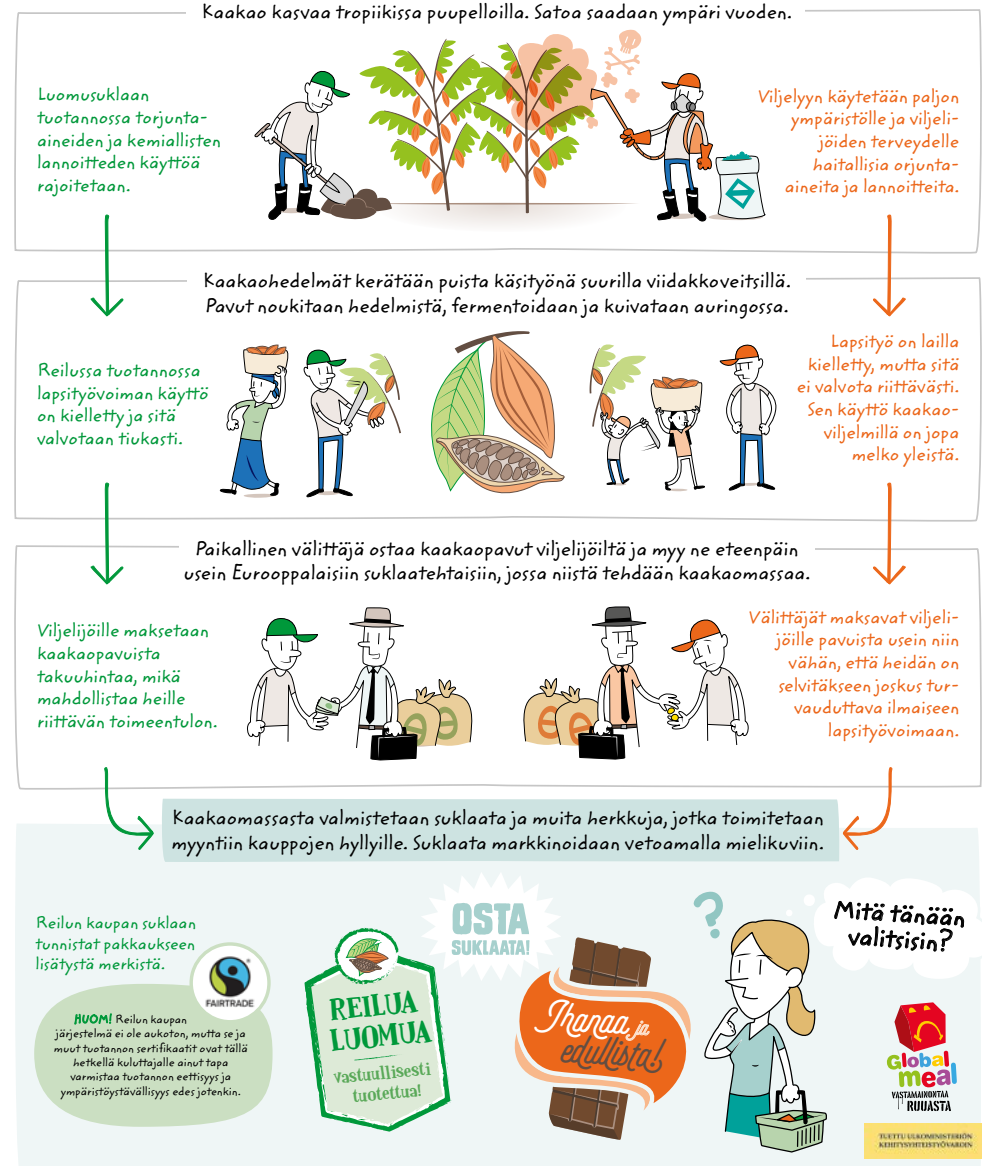 Kaakao kasvaa tropiikissa puupelloilla. Satoa saadaan ympäri vuoden.
Luomusuklaan
tuotannossa torjunta-
aineiden ja kemiallisten
lannoitteden käyttöä
rajoitetaan.
Viljelyyn käytetään paljon
ympäristölle ja viljeli-
jöiden terveydelle
haitallisia orjunta-
aineita ja lannoitteita.
Kaakaohedelmät kerätään puista käsityönä suurilla viidakkoveitsillä.
Pavut noukitaan hedelmistä, fermentoidaan ja kuivataan auringossa.
Reilussa tuotannossa
lapsityövoiman käyttö
on kielletty ja sitä
valvotaan tiukasti.
Lapsityö on lailla
kielletty, mutta sitä
ei valvota riittävästi.
Sen käyttö kaakao-
viljelmillä on jopa
melko yleistä.
Paikallinen välittäjä ostaa kaakaopavut viljelijöiltä ja myy ne eteenpäin
usein Eurooppalaisiin suklaatehtaisiin, jossa niistä tehdään kaakaomassaa.
Viljelijöille maksetaan
kaakaopavuista
takuuhintaa, mikä
mahdollistaa heille
riittävän toimeentulon.
Välittäjät maksavat viljeli-
jöille pavuista usein niin
vähän, että heidän on
selvitäkseen joskus tur-
vauduttava ilmaiseen
lapsityövoimaan.
Kaakaomassasta valmistetaan suklaata ja muita herkkuja, jotka toimitetaan
myyntiin kauppojen hyllyille. Suklaata markkinoidaan vetoamalla mielikuviin.
Reilun kaupan suklaan
tunnistat pakkaukseen
lisätystä merkistä.
FAIRTRADE
HUOM! Reilun kaupan
järjestelmä ei ole aukoton, mutta se ja
muut tuotannon sertifikaatit ovat tällä
hetkellä kuluttajalle ainut tapa
varmistaa tuotannon eettisyys ja
ympäristöystävällisyys edes jotenkin.
REILUA
LUOMUA
vastuullisesti
tuotettua!
OSTA
SUKLAATA!
Ihanaa ja
edullista!
?
Mitä tänään
valitsisin?
Global
meal
VASTAMAINONTAA
RUUASTA
TUETTU ULKOMINISTERIÖN
KEHITYSYHTEISTYÖVAROIN